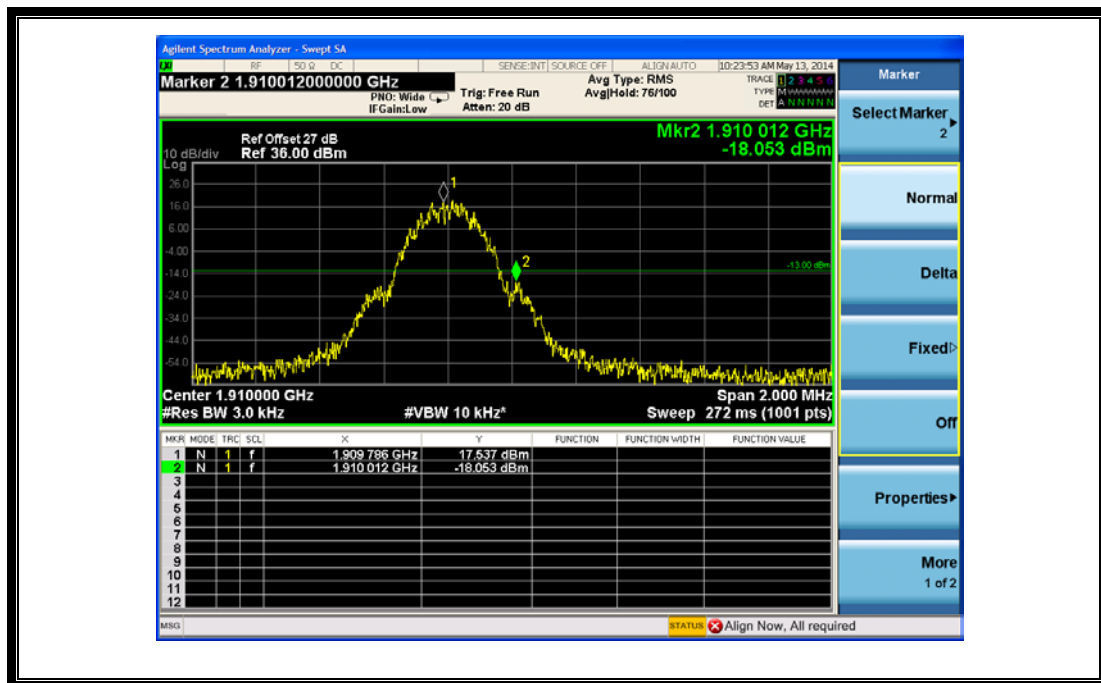 Agilent Spectrum Analyzer - Swept SA
RF 50 Ω DC SENSE:INT SOURCE OFF ALIGN AUTO 10:23:53 AM May 13, 2014
Marker 2 1.910012000000 GHz
PNO: Wide
IFGain:Low
Trig: Free Run
Atten: 20 dB
Avg Type: RMS
Avg|Hold: 76/100
TRACE 1 2 3 4 5 6
TYPE M WWWWW
DET A N N N N N
Ref Offset 27 dB
10 dB/div Ref 36.00 dBm
Mkr2 1.910 012 GHz
-18.053 dBm
Log
26.0
16.0
6.00
-4.00
-14.0
-24.0
-34.0
-44.0
-54.0
1
2
-13.00 dBm
Center 1.910000 GHz Span 2.000 MHz
#Res BW 3.0 kHz #VBW 10 kHz* Sweep 272 ms (1001 pts)
MKR MODE TRC SCL X Y FUNCTION FUNCTION WIDTH FUNCTION VALUE
1 N 1 f 1.909 786 GHz 17.537 dBm
2 N 1 f 1.910 012 GHz -18.053 dBm
3
4
5
6
7
8
9
10
11
12
MSG STATUS Align Now, All required
Marker
Select Marker
2
Normal
Delta
Fixed
Off
Properties
More
1 of 2